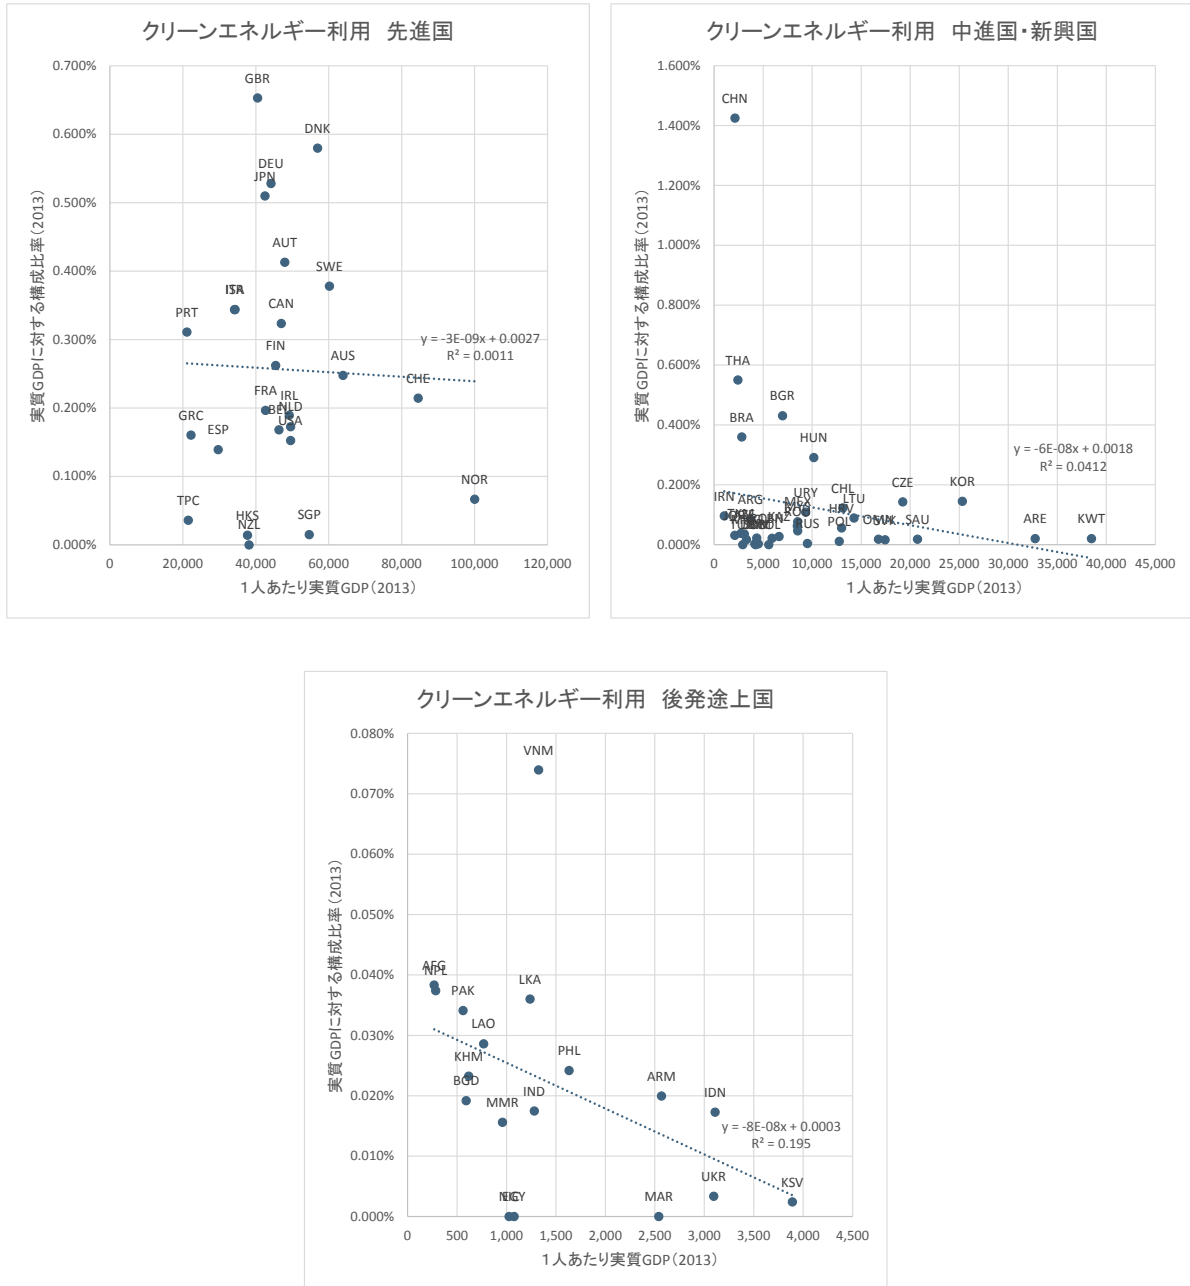 クリーンエネルギー利用 先進国
実質GDPに対する構成比率(2013)
0.700%
0.600%
0.500%
0.400%
0.300%
0.200%
0.100%
0.000%
GBR
DNK
DEU
JPN
AUT
SWE
CAN
PRT
FIN
AUS
y = -3E-09x + 0.0027
R² = 0.0011
CHE
FRA
IRL
NLD
USA
GRC
ESP
NOR
TPC
HKS
NZL
SGP
0
20,000
40,000
60,000
80,000
100,000
120,000
1人あたり実質GDP(2013)
クリーンエネルギー利用 中進国・新興国
実質GDPに対する構成比率(2013)
1.600%
1.400%
1.200%
1.000%
0.800%
0.600%
0.400%
0.200%
0.000%
CHN
THA
BGR
BRA
HUN
y = -6E-08x + 0.0018
R² = 0.0412
IRN
ARG
URY
MEX
CHL
LTU
CZE
KOR
KAZ
HRV
POL
RUS
SAU
ARE
KWT
0
5,000
10,000
15,000
20,000
25,000
30,000
35,000
40,000
45,000
1人あたり実質GDP(2013)
クリーンエネルギー利用 後発途上国
実質GDPに対する構成比率(2013)
0.080%
0.070%
0.060%
0.050%
0.040%
0.030%
0.020%
0.010%
0.000%
VNM
AFG
NPL
PAK
LKA
LAO
KHM
PHL
BGD
MMR
IND
ARM
IDN
y = -8E-08x + 0.0003
R² = 0.195
EGY
MAR
UKR
KSV
0
500
1,000
1,500
2,000
2,500
3,000
3,500
4,000
4,500
1人あたり実質GDP(2013)